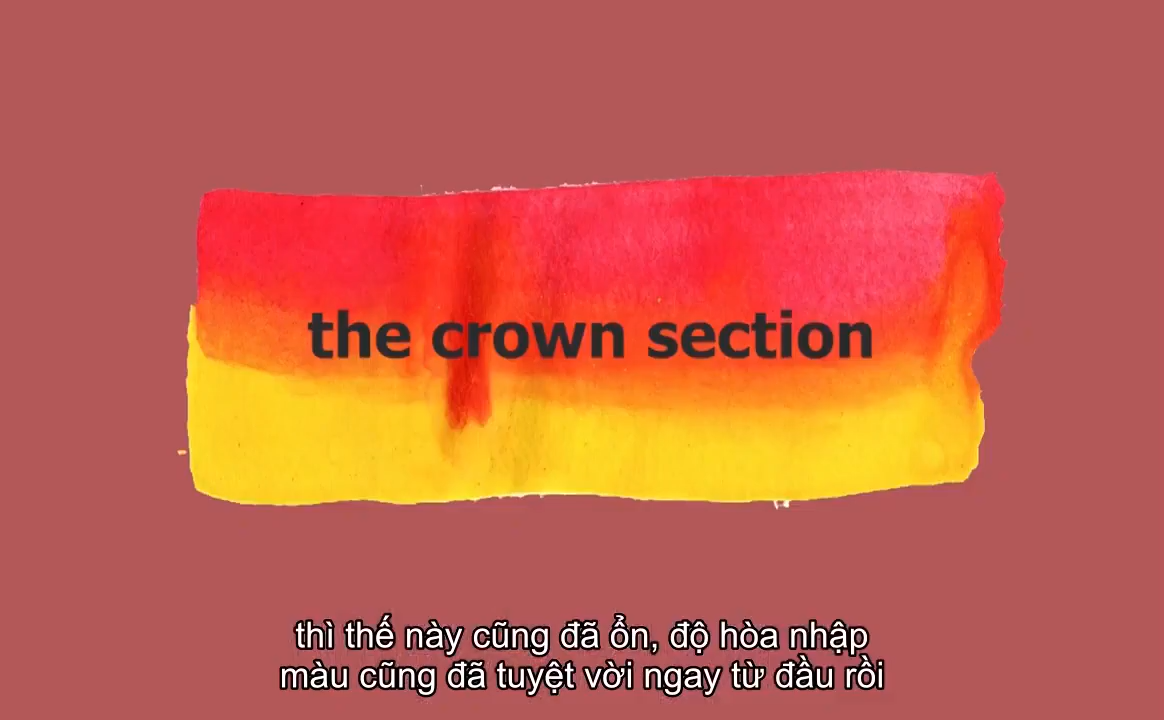 the crown section
thì thế này cũng đã ổn, độ hòa nhập
màu cũng đã tuyệt vời ngay từ đầu rồi